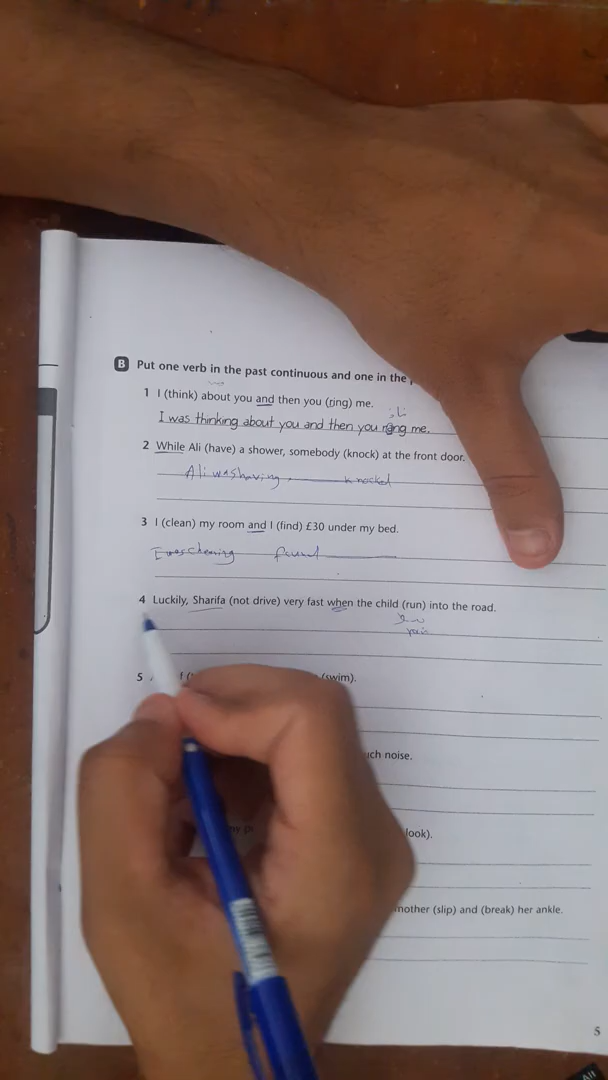 B Put one verb in the past continuous and one in the
1 I (think) about you and then you (ring) me.
I was thinking about you and then you rang me.
2 While Ali (have) a shower, somebody (knock) at the front door.
Ali was having knocked
3 I (clean) my room and I (find) £30 under my bed.
I was cleaning found
4 Luckily, Sharifa (not drive) very fast when the child (run) into the road.
5 (swim).
noise.
look).
mother (slip) and (break) her ankle.
5